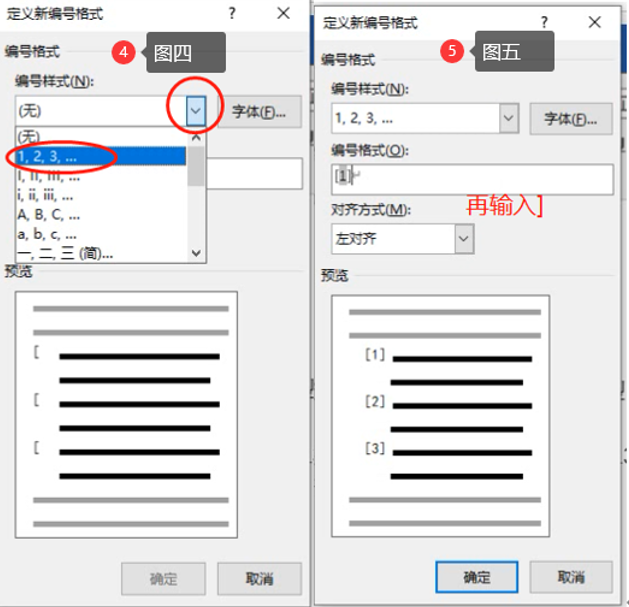 定义新编号格式 ? ×
编号格式
4 图四
编号样式(N):
(无)
字体(F)...
(无)
1, 2, 3, ...
I, II, III, ...
i, ii, iii, ...
A, B, C, ...
a, b, c, ...
一, 二, 三 (简)...
预览
[
[
[
确定 取消
定义新编号格式 ? ×
5 图五
编号格式
编号样式(N):
1, 2, 3, ...
字体(F)...
编号格式(O):
[1]
再输入]
对齐方式(M):
左对齐
预览
[1]
[2]
[3]
确定 取消